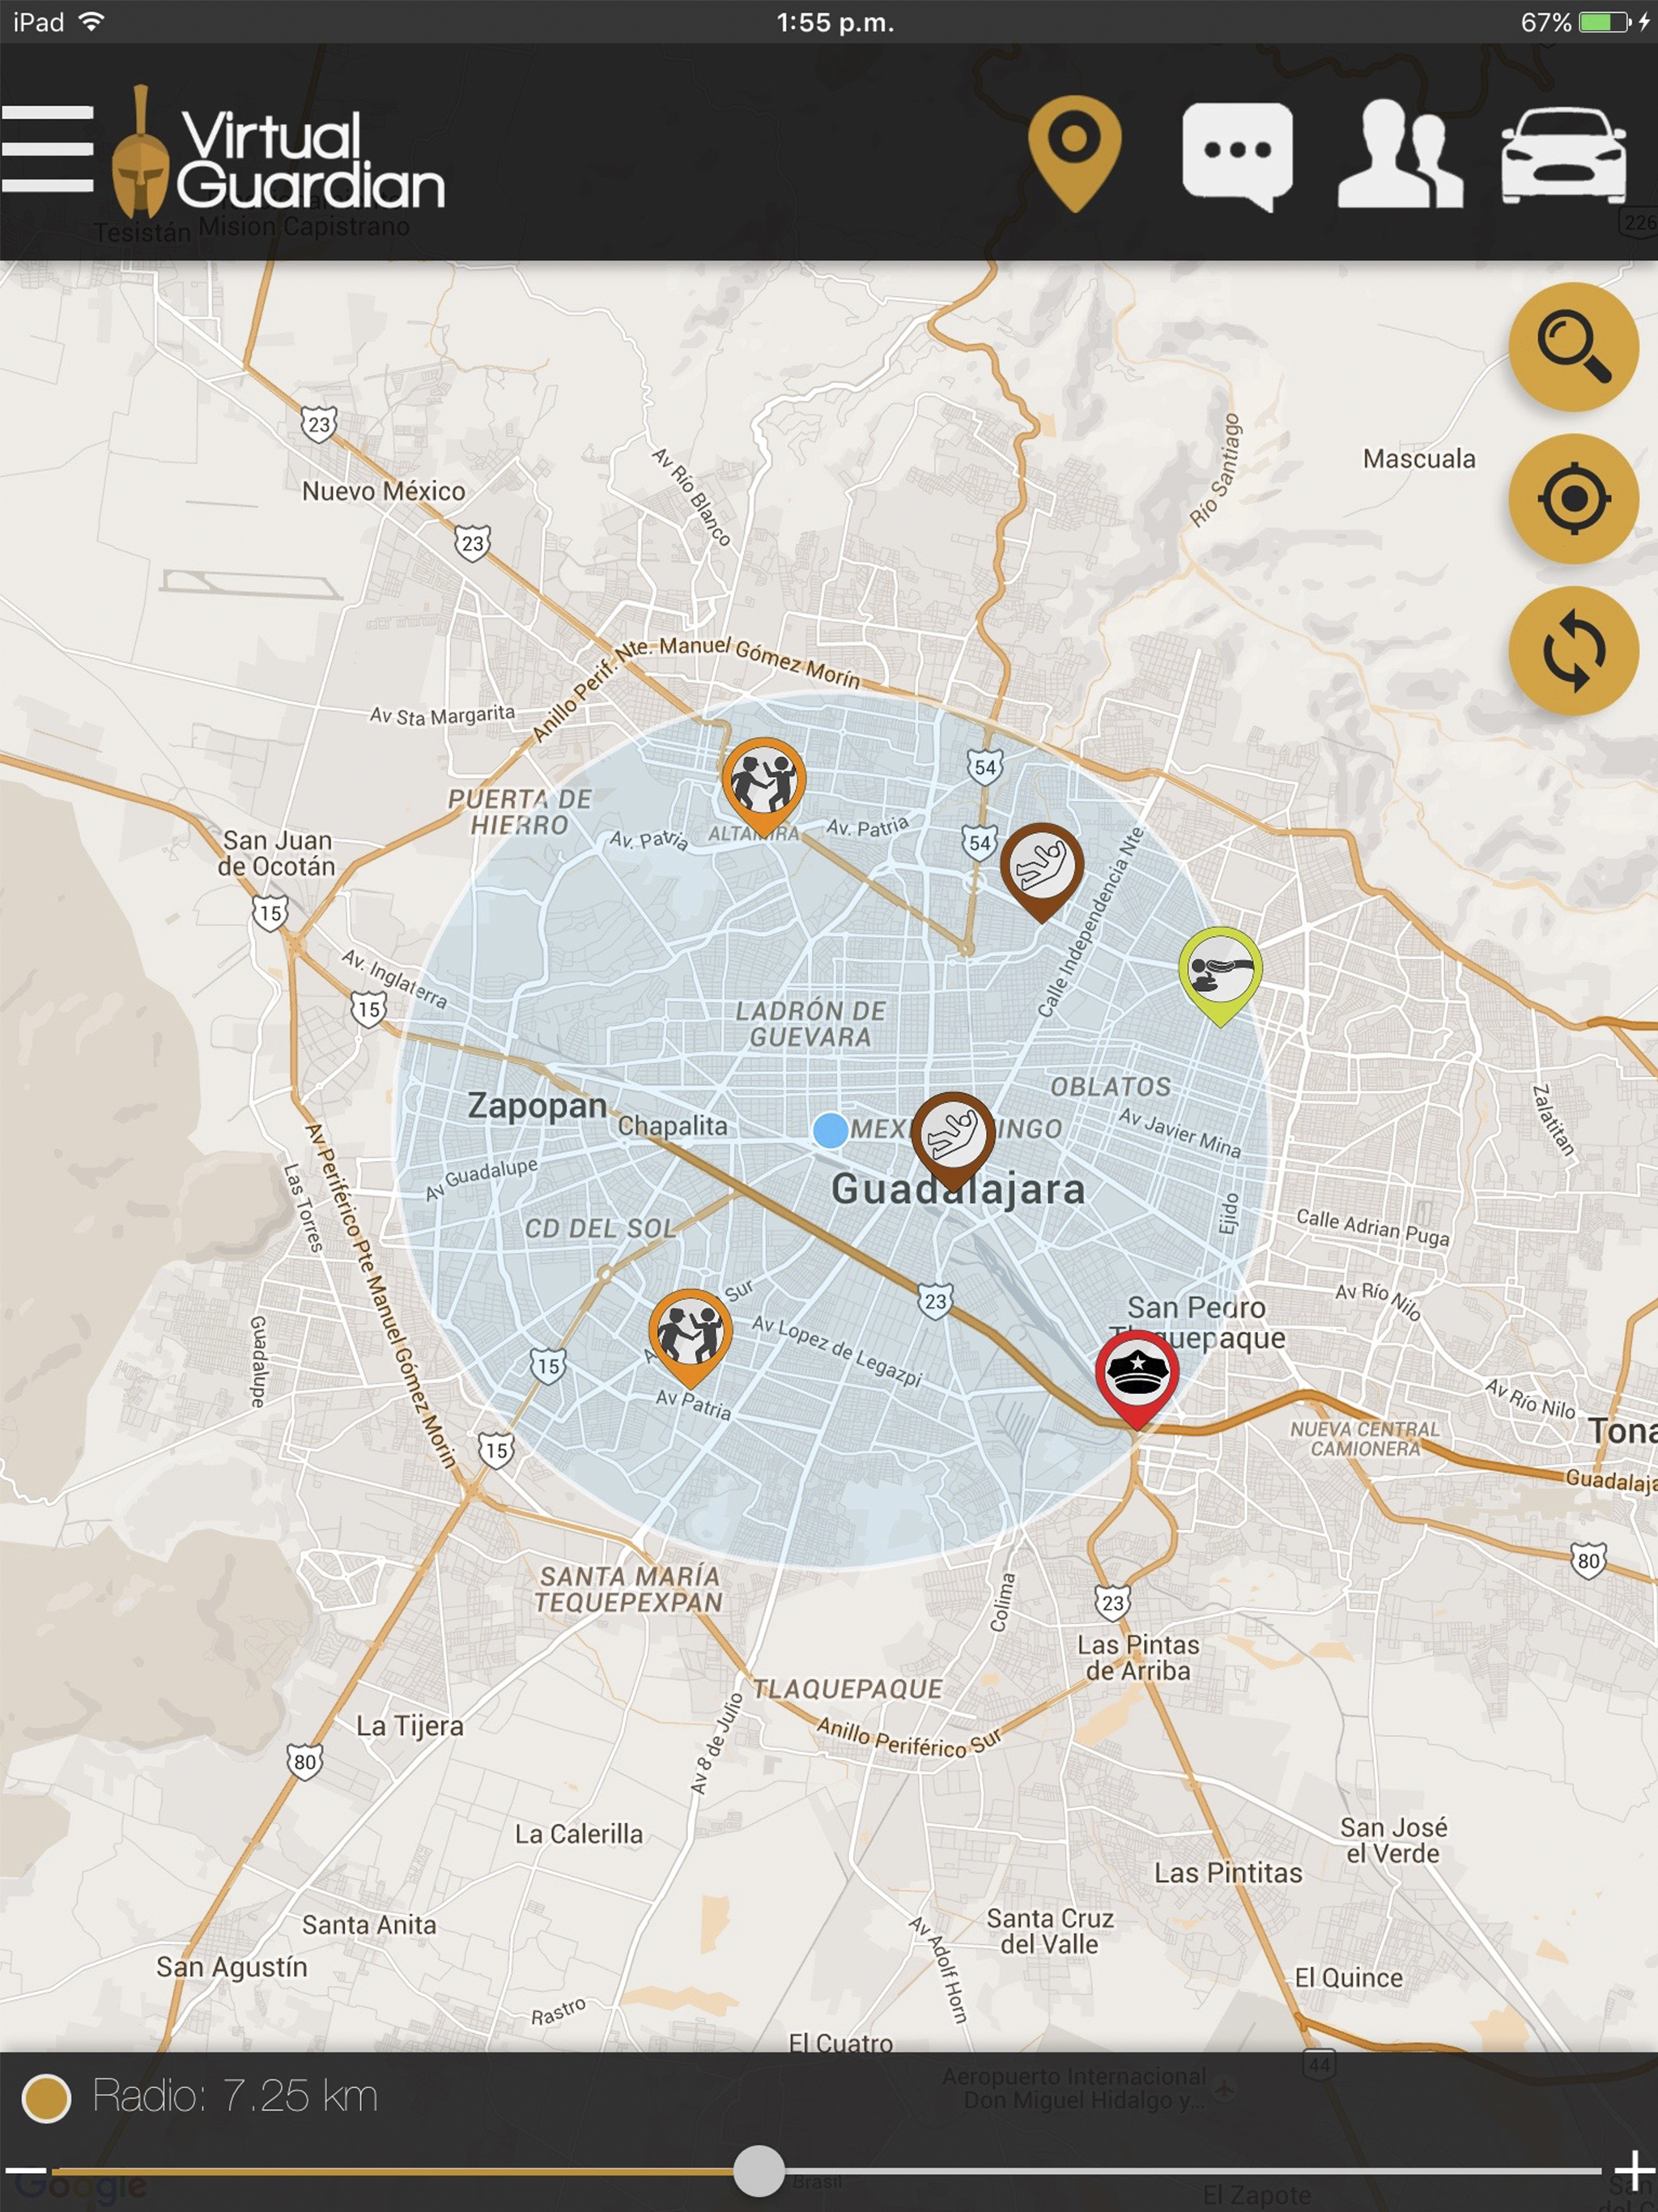 iPad
1:55 p.m.
67%
Virtual
Guardian
Tesistán
Mision Capistrano
226
23
Nuevo México
23
Av Río Blanco
Río Santiago
Mascuala
Anillo Perif. Nte. Manuel Gómez Morín
Av Sta Margarita
PUERTA DE
HIERRO
54
Av. Patria
ALTAMIRA
Av. Patria
54
San Juan
de Ocotán
15
Av. Inglaterra
15
Calle Independencia Nte.
LADRÓN DE
GUEVARA
Zapopan
Chapalita
OBLATOS
Av Javier Mina
Zalatitan
Av Guadalupe
Guadalajara
Las Torres
CD DEL SOL
Ejido
Calle Adrian Puga
Av Periférico Pte Manuel Gómez Morin
23
Sur
San Pedro
Tlaquepaque
Av Río Nilo
Guadalupe
15
Av Lopez de Legazpi
Av Patria
Av Río Nilo
15
NUEVA CENTRAL
CAMIONERA
Tona
Guadalaja
80
SANTA MARÍA
TEQUEPEXPAN
Colima
23
Las Pintas
de Arriba
TLAQUEPAQUE
Anillo Periférico Sur
La Tijera
80
Av 8 de Julio
La Calerilla
San José
el Verde
Las Pintitas
Santa Anita
Santa Cruz
del Valle
San Agustín
Av Adolf Horn
El Quince
Rastro
El Cuatro
44
Radio: 7.25 km
Aeropuerto Internacional
Don Miguel Hidalgo y...
Google
Brasil
El Zapote
San
del C